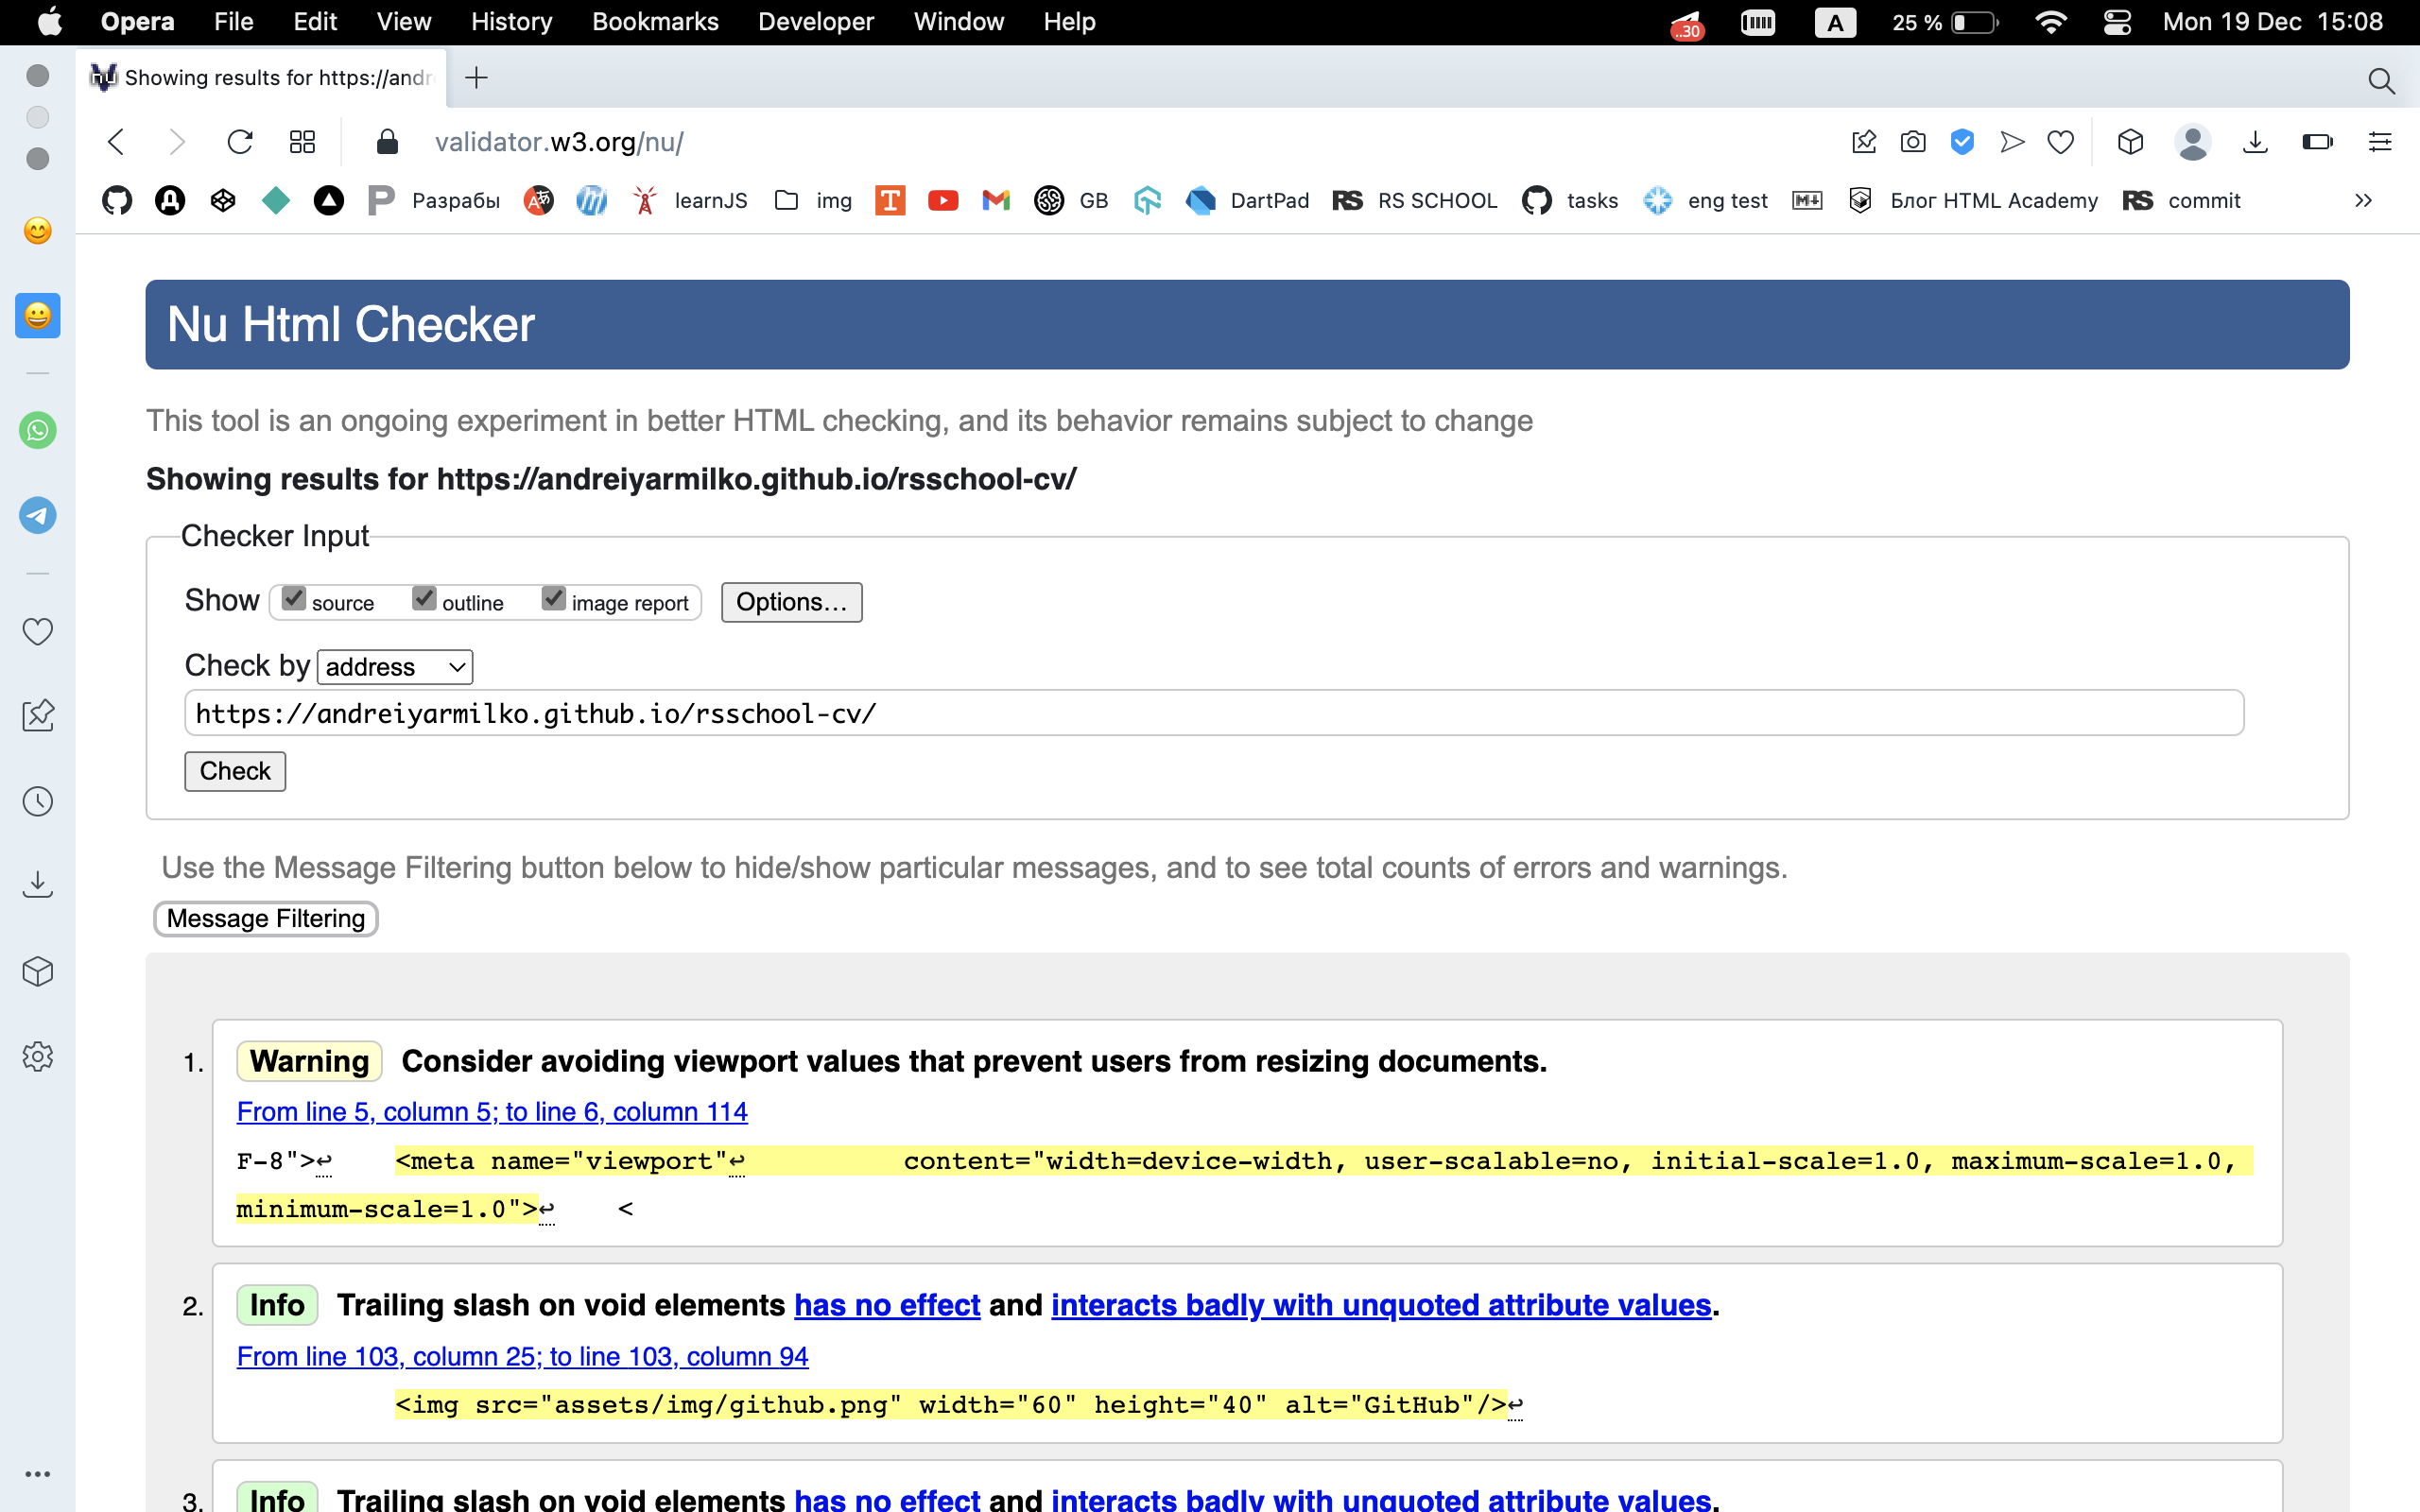 Opera File Edit View History Bookmarks Developer Window Help ..30 A 25 % Mon 19 Dec 15:08
nu Showing results for https://andr
validator.w3.org/nu/
Разрабы learnJS img T GB DartPad RS RS SCHOOL tasks eng test M Блог HTML Academy RS commit
Nu Html Checker
This tool is an ongoing experiment in better HTML checking, and its behavior remains subject to change
Showing results for https://andreiyarmilko.github.io/rsschool-cv/
Checker Input
Show source outline image report Options…
Check by address
https://andreiyarmilko.github.io/rsschool-cv/
Check
Use the Message Filtering button below to hide/show particular messages, and to see total counts of errors and warnings.
Message Filtering
1. Warning Consider avoiding viewport values that prevent users from resizing documents.
From line 5, column 5; to line 6, column 114
F-8">↩ <meta name="viewport"↩ content="width=device-width, user-scalable=no, initial-scale=1.0, maximum-scale=1.0,
minimum-scale=1.0">↩ <
2. Info Trailing slash on void elements has no effect and interacts badly with unquoted attribute values.
From line 103, column 25; to line 103, column 94
<img src="assets/img/github.png" width="60" height="40" alt="GitHub"/>↩
3. Info Trailing slash on void elements has no effect and interacts badly with unquoted attribute values.